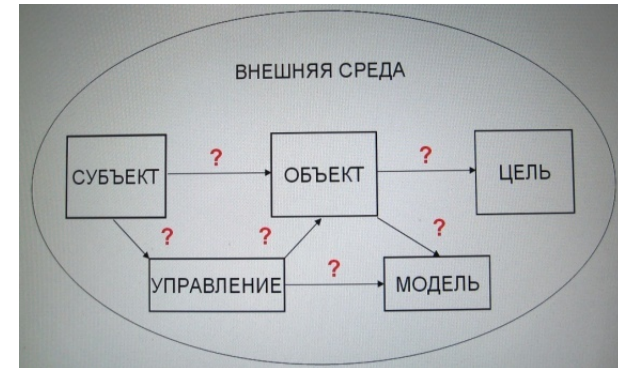 ВНЕШНЯЯ СРЕДА
? ?
СУБЪЕКТ ОБЪЕКТ ЦЕЛЬ
? ? ?
?
УПРАВЛЕНИЕ МОДЕЛЬ